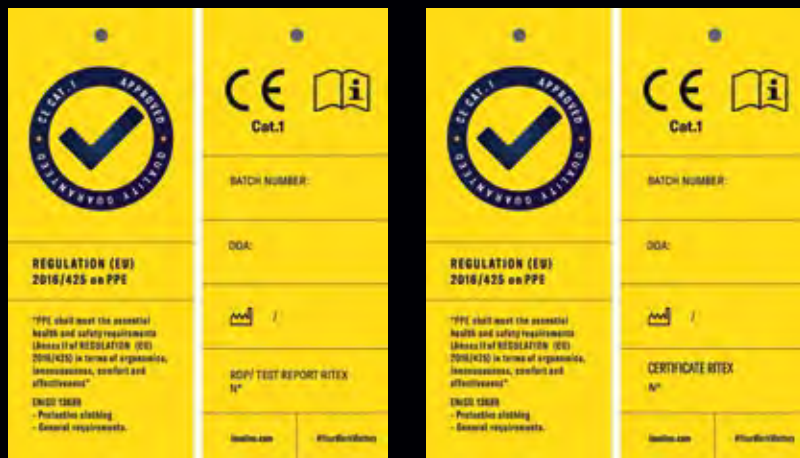 CE CAT.1 APPROVED
QUALITY GUARANTEED
REGULATION (EU)
2016/425 on PPE
"PPE shall meet the essential
health and safety requirements
(Annex II of REGULATION (EU)
2016/425) in terms of ergonomics,
innocuousness, comfort and
effectiveness"
EN ISO 13688
- Protective clothing
- General requirements.
CE
Cat.1
BATCH NUMBER:
DOA:
/
RDP/ TEST REPORT RITEX
N°
#YourWorkMatters
CE CAT.1 APPROVED
QUALITY GUARANTEED
REGULATION (EU)
2016/425 on PPE
"PPE shall meet the essential
health and safety requirements
(Annex II of REGULATION (EU)
2016/425) in terms of ergonomics,
innocuousness, comfort and
effectiveness"
EN ISO 13688
- Protective clothing
- General requirements.
CE
Cat.1
BATCH NUMBER:
DOA:
/
CERTIFICATE RITEX
N°
#YourWorkMatters